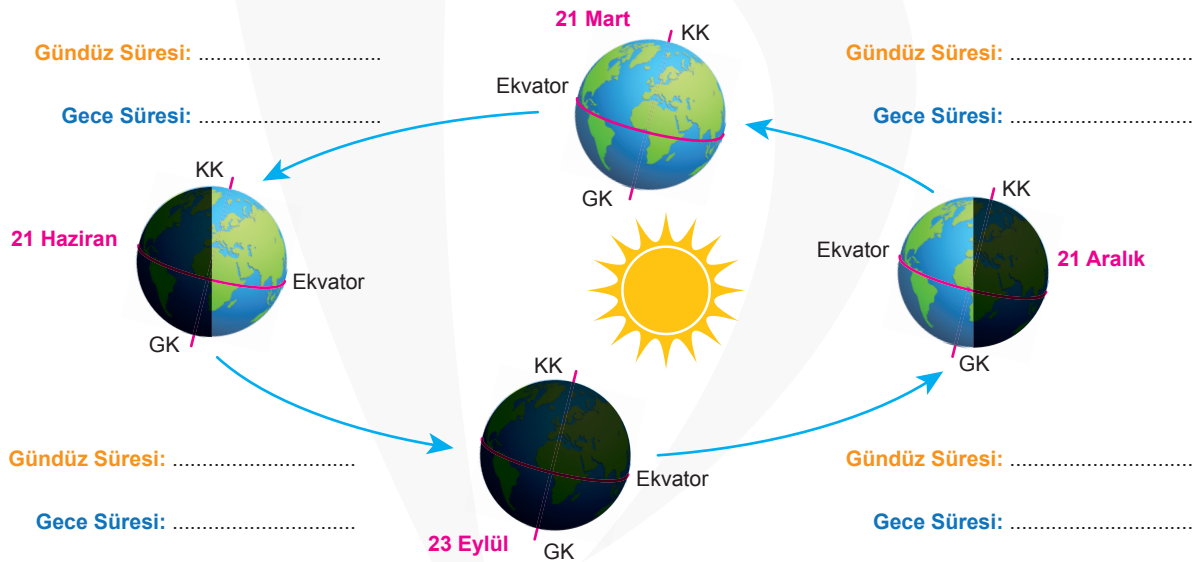 21 Mart
KK
Gündüz Süresi: ................................
Gündüz Süresi: ................................
Ekvator
Gece Süresi: ................................
Gece Süresi: ................................
KK
GK
KK
21 Haziran
Ekvator
21 Aralık
Ekvator
GK
KK
GK
Gündüz Süresi: ................................
Gündüz Süresi: ................................
Ekvator
Gece Süresi: ................................
Gece Süresi: ................................
23 Eylül
GK